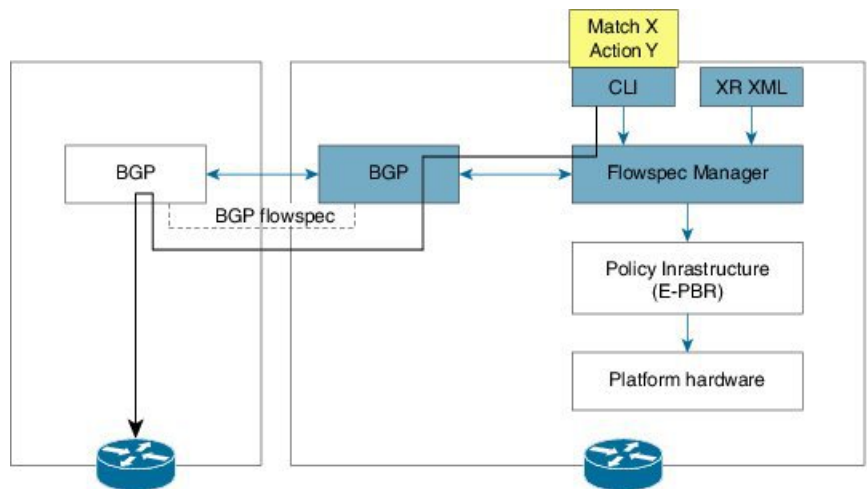 Match X
Action Y
CLI
XR XML
BGP
BGP
Flowspec Manager
BGP flowspec
Policy Inrastructure
(E-PBR)
Platform hardware